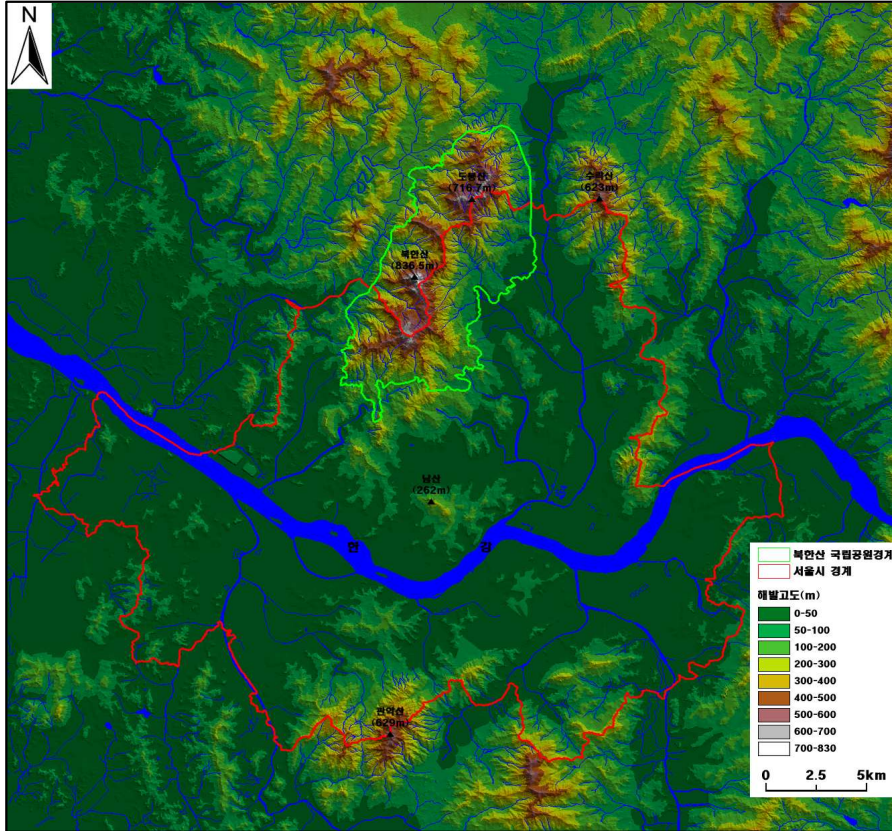 N
도봉산
(716.7m)
수락산
(623m)
북한산
(836.5m)
남산
(262m)
한 강
북한산 국립공원경계
서울시 경계
해발고도(m)
0-50
50-100
100-200
200-300
300-400
400-500
500-600
600-700
700-830
관악산
(629m)
0 2.5 5km